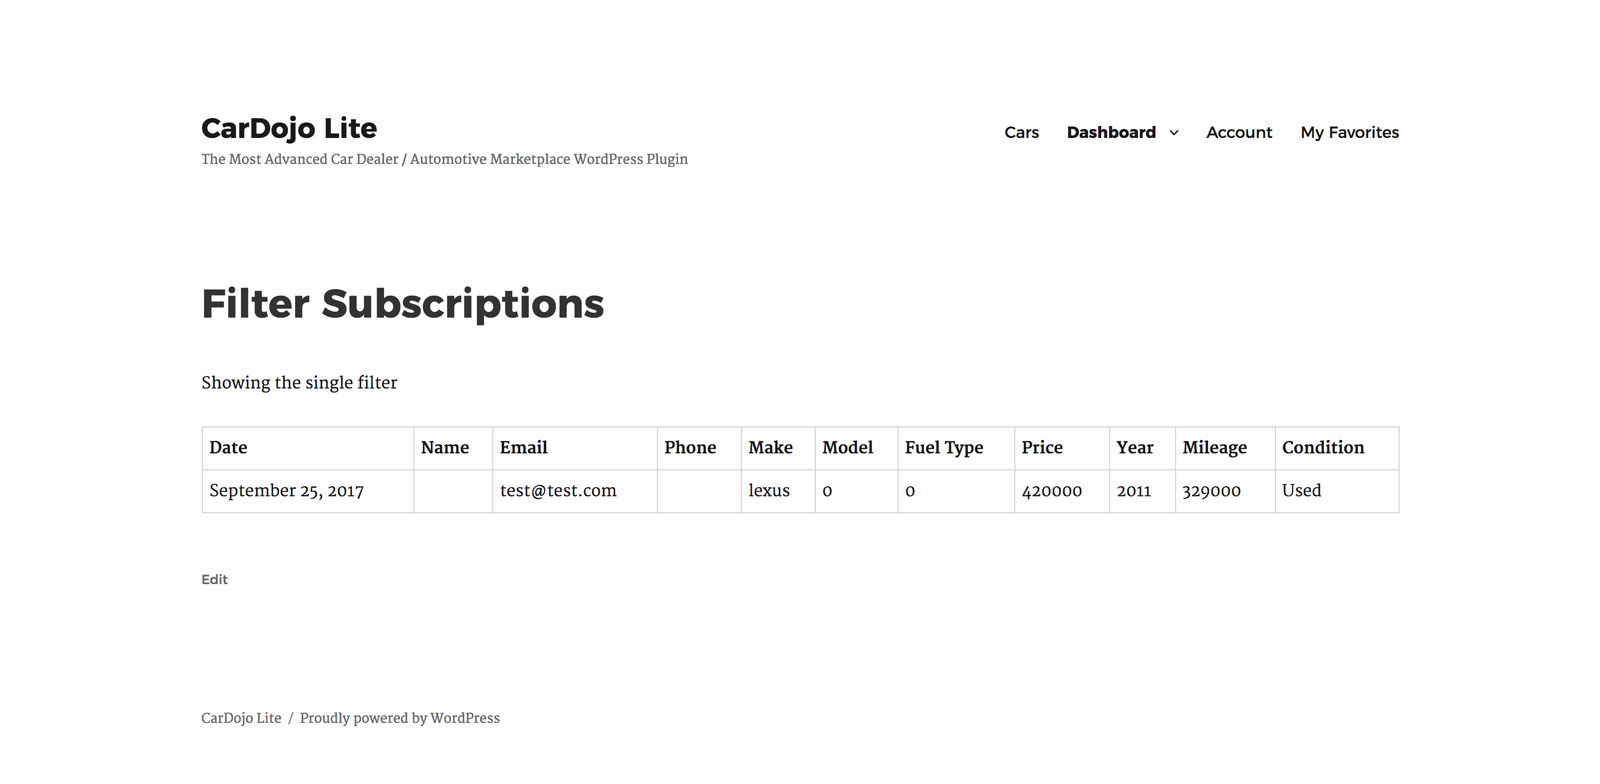 CarDojo Lite
The Most Advanced Car Dealer / Automotive Marketplace WordPress Plugin
Cars Dashboard Account My Favorites
Filter Subscriptions
Showing the single filter
Date Name Email Phone Make Model Fuel Type Price Year Mileage Condition
September 25, 2017 test@test.com lexus 0 0 420000 2011 329000 Used
Edit
CarDojo Lite / Proudly powered by WordPress